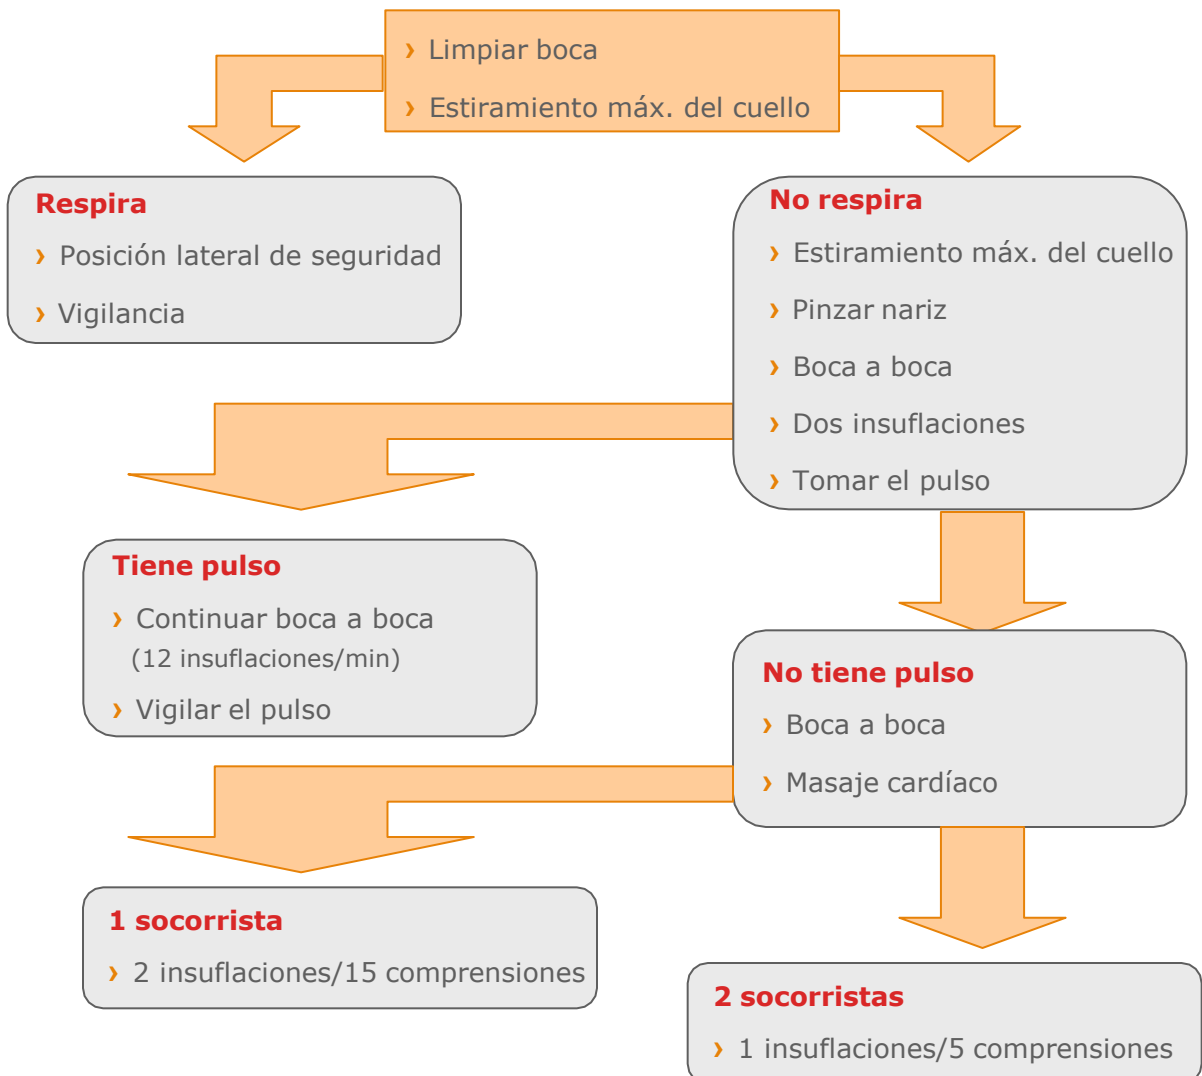 › Limpiar boca
› Estiramiento máx. del cuello
Respira
› Posición lateral de seguridad
› Vigilancia
No respira
› Estiramiento máx. del cuello
› Pinzar nariz
› Boca a boca
› Dos insuflaciones
› Tomar el pulso
Tiene pulso
› Continuar boca a boca
(12 insuflaciones/min)
› Vigilar el pulso
No tiene pulso
› Boca a boca
› Masaje cardíaco
1 socorrista
› 2 insuflaciones/15 comprensiones
2 socorristas
› 1 insuflaciones/5 comprensiones